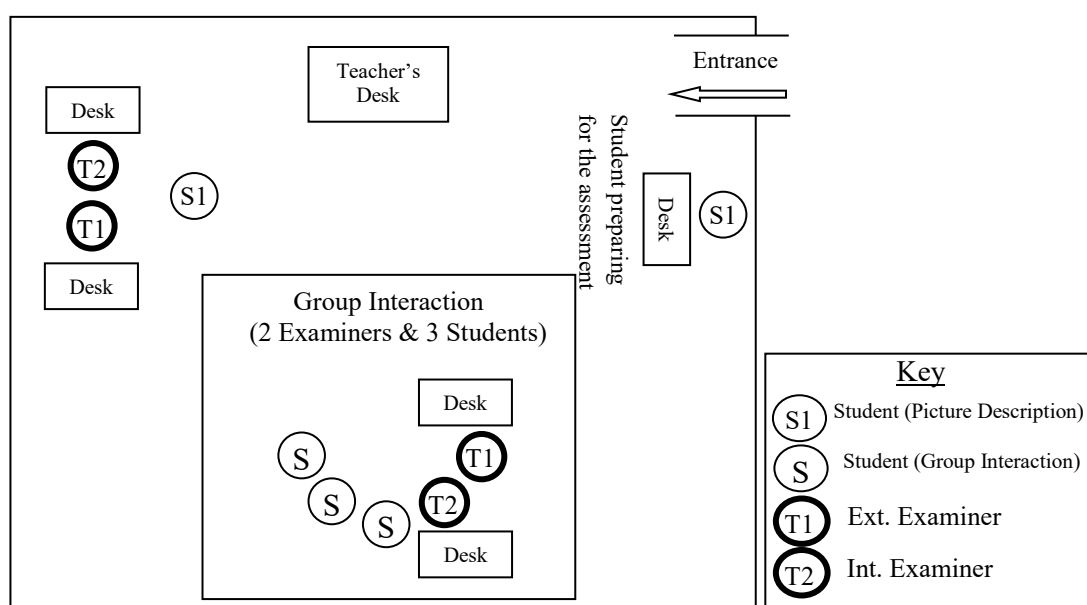 Entrance
Teacher's
Desk
Desk
T2
S1
T1
Desk
Student preparing
for the assessment
Desk
S1
Group Interaction
(2 Examiners & 3 Students)
Desk
S
T1
S
T2
S
Desk
Key
S1 Student (Picture Description)
S Student (Group Interaction)
T1 Ext. Examiner
T2 Int. Examiner